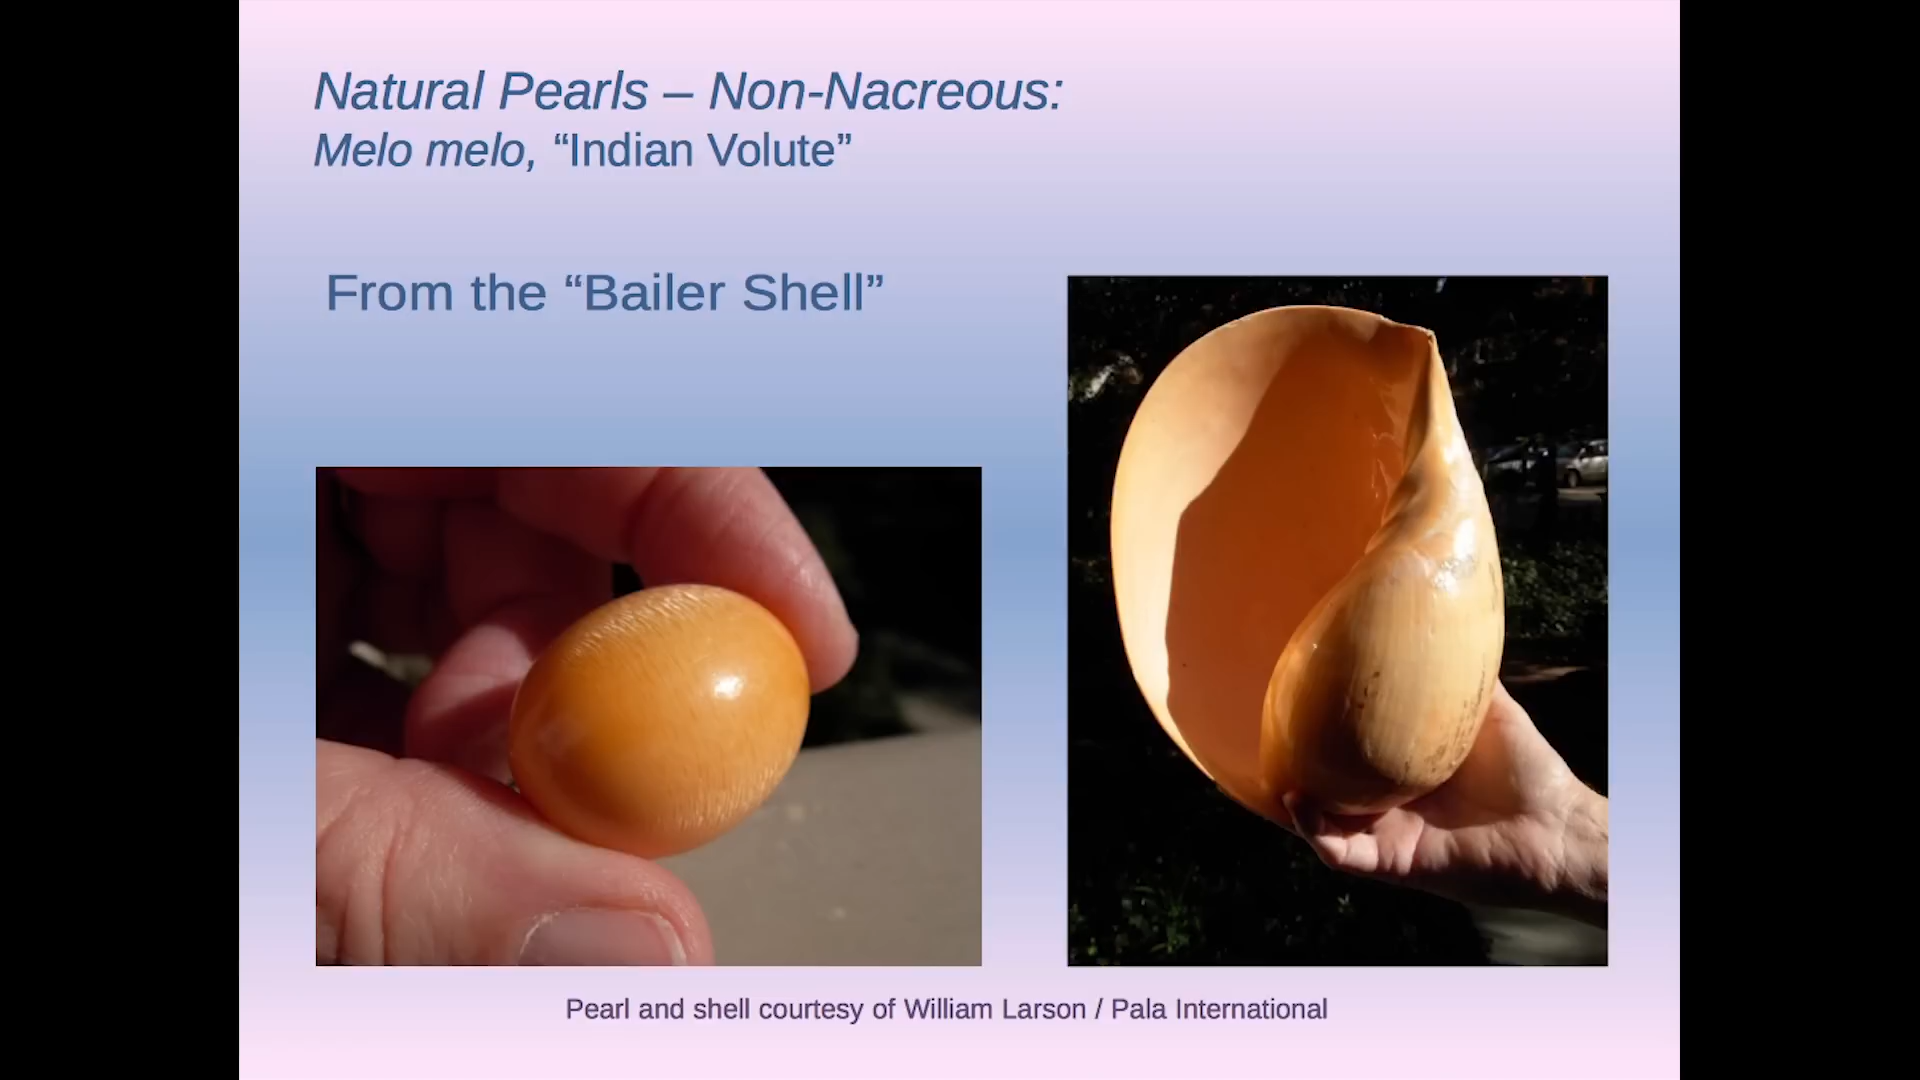 Natural Pearls – Non-Nacreous:
Melo melo, “Indian Volute”
From the “Bailer Shell”
Pearl and shell courtesy of William Larson / Pala International